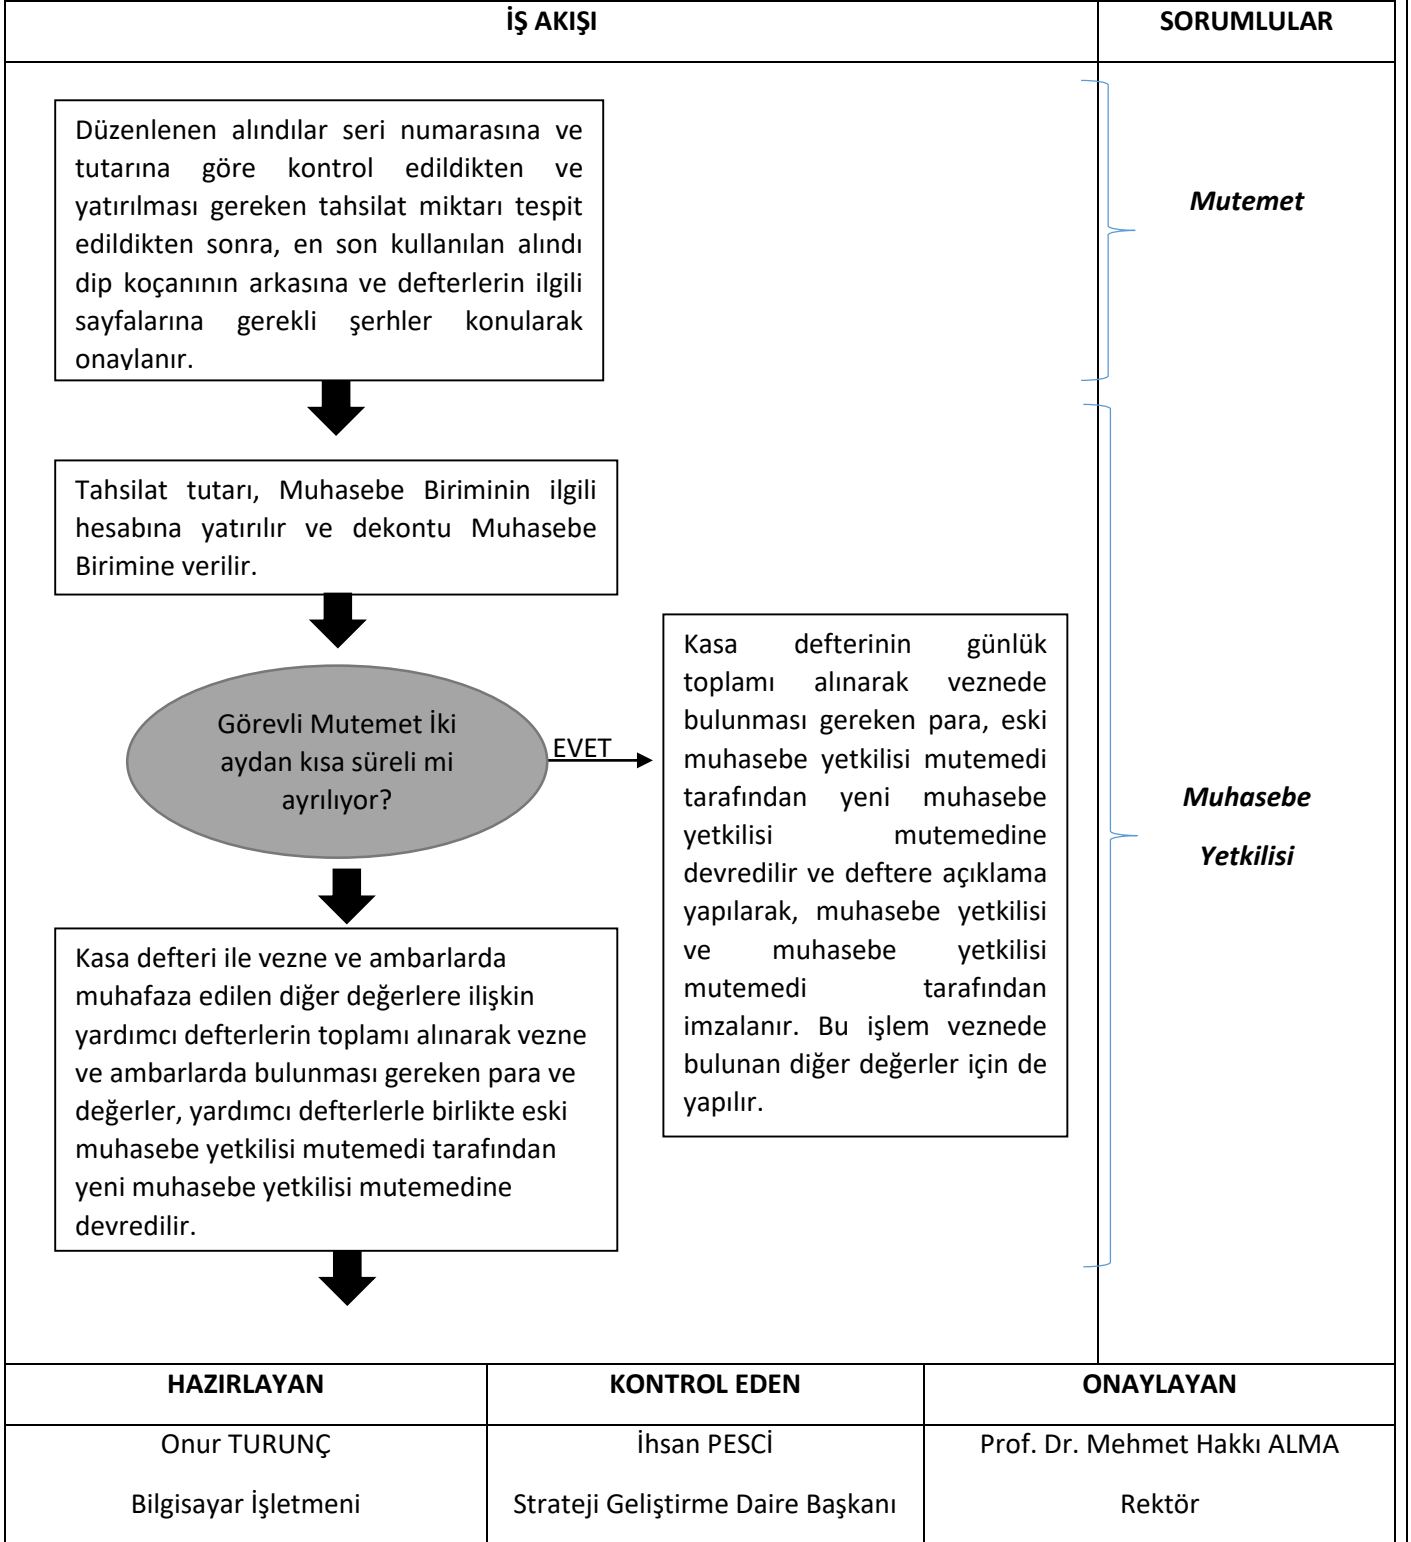 İŞ AKIŞI
SORUMLULAR
Düzenlenen alındılar seri numarasına ve
tutarına göre kontrol edildikten ve
yatırılması gereken tahsilat miktarı tespit
edildikten sonra, en son kullanılan alındı
dip koçanının arkasına ve defterlerin ilgili
sayfalarına gerekli şerhler konularak
onaylanır.
Mutemet
Tahsilat tutarı, Muhasebe Biriminin ilgili
hesabına yatırılır ve dekontu Muhasebe
Birimine verilir.
Görevli Mutemet İki
aydan kısa süreli mi
ayrılıyor?
EVET
Kasa defterinin günlük
toplamı alınarak veznede
bulunması gereken para, eski
muhasebe yetkilisi mutemedi
tarafından yeni muhasebe
yetkilisi mutemedine
devredilir ve deftere açıklama
yapılarak, muhasebe yetkilisi
ve muhasebe yetkilisi
mutemedi tarafından
imzalanır. Bu işlem veznede
bulunan diğer değerler için de
yapılır.
Muhasebe
Yetkilisi
Kasa defteri ile vezne ve ambarlarda
muhafaza edilen diğer değerlere ilişkin
yardımcı defterlerin toplamı alınarak vezne
ve ambarlarda bulunması gereken para ve
değerler, yardımcı defterlerle birlikte eski
muhasebe yetkilisi mutemedi tarafından
yeni muhasebe yetkilisi mutemedine
devredilir.
HAZIRLAYAN
KONTROL EDEN
ONAYLAYAN
Onur TURUNÇ
İhsan PESCİ
Prof. Dr. Mehmet Hakkı ALMA
Bilgisayar İşletmeni
Strateji Geliştirme Daire Başkanı
Rektör